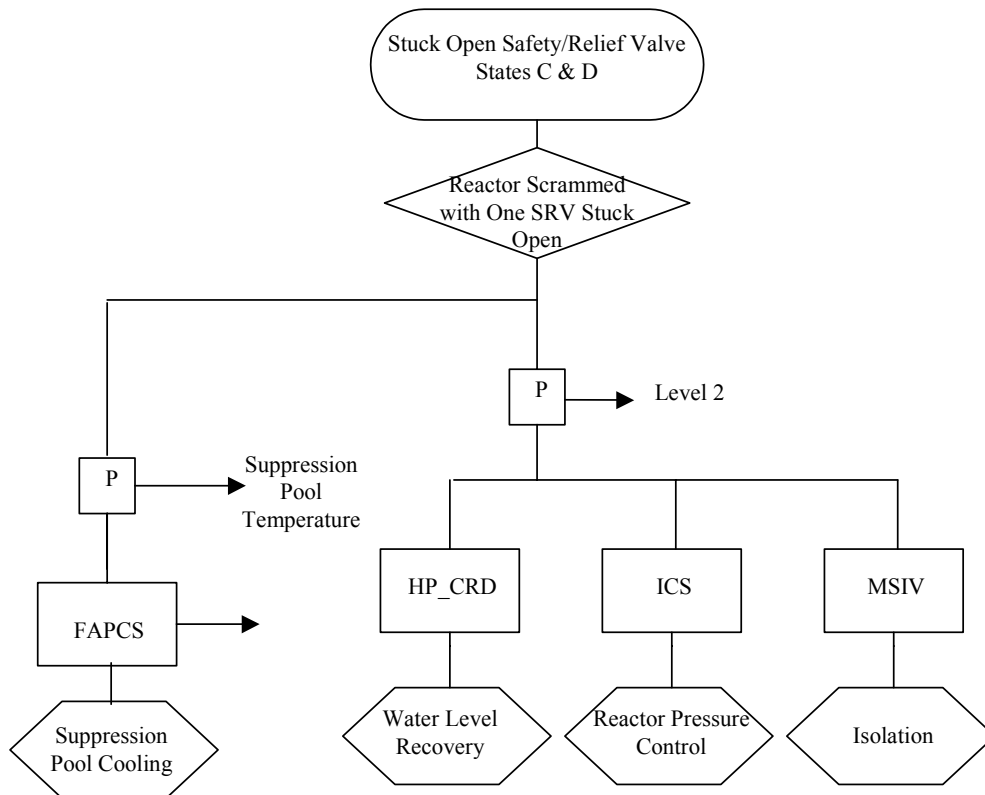 Stuck Open Safety/Relief Valve
States C & D
Reactor Scrammed
with One SRV Stuck
Open
P
Level 2
P
Suppression
Pool
Temperature
FAPCS
HP_CRD
ICS
MSIV
Suppression
Pool Cooling
Water Level
Recovery
Reactor Pressure
Control
Isolation